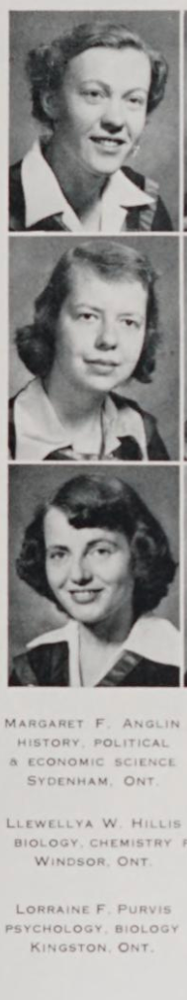 MARGARET F. ANGLIN
HISTORY, POLITICAL
& ECONOMIC SCIENCE
SYDENHAM, ONT.
LLEWELLYA W. HILLIS
BIOLOGY, CHEMISTRY
WINDSOR, ONT.
LORRAINE F. PURVIS
PSYCHOLOGY, BIOLOGY
KINGSTON, ONT.